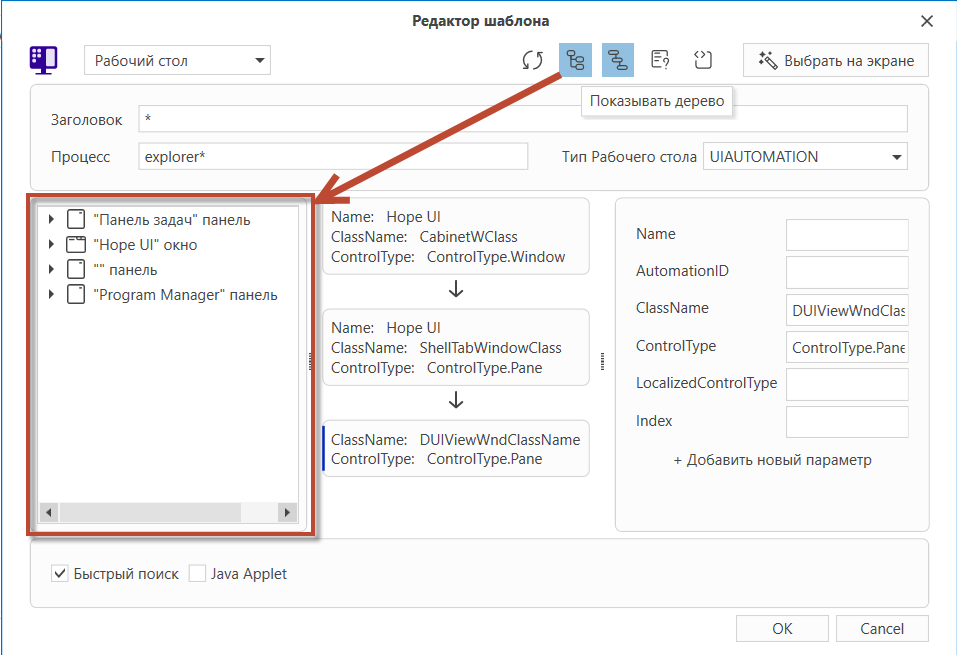 Редактор шаблона
Рабочий стол
Выбрать на экране
Показывать дерево
Заголовок *
Процесс explorer* Тип Рабочего стола UIAUTOMATION
"Панель задач" панель
"Hope UI" окно
"" панель
"Program Manager" панель
Name: Hope UI
ClassName: CabinetWClass
ControlType: ControlType.Window
Name: Hope UI
ClassName: ShellTabWindowClass
ControlType: ControlType.Pane
ClassName: DUIViewWndClassName
ControlType: ControlType.Pane
Name
AutomationID
ClassName DUIViewWndClas
ControlType ControlType.Pane
LocalizedControlType
Index
+ Добавить новый параметр
Быстрый поиск Java Applet
OK Cancel